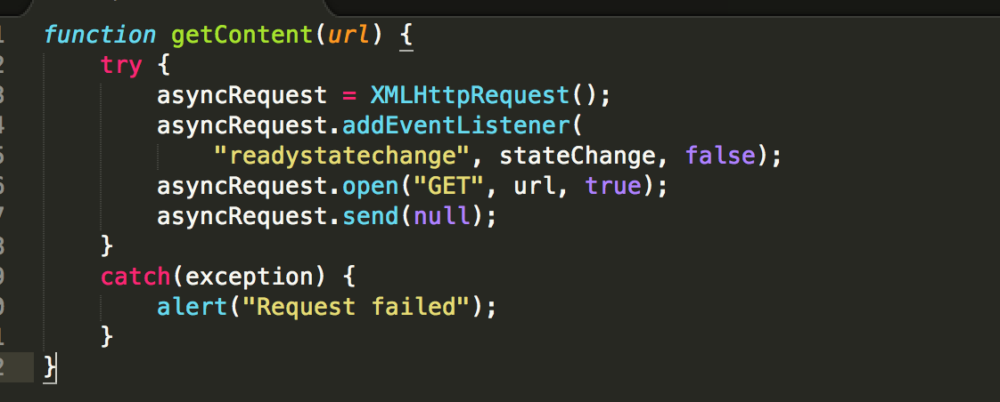 function getContent(url) {
try {
asyncRequest = XMLHttpRequest();
asyncRequest.addEventListener(
"readystatechange", stateChange, false);
asyncRequest.open("GET", url, true);
asyncRequest.send(null);
}
catch(exception) {
alert("Request failed");
}
}